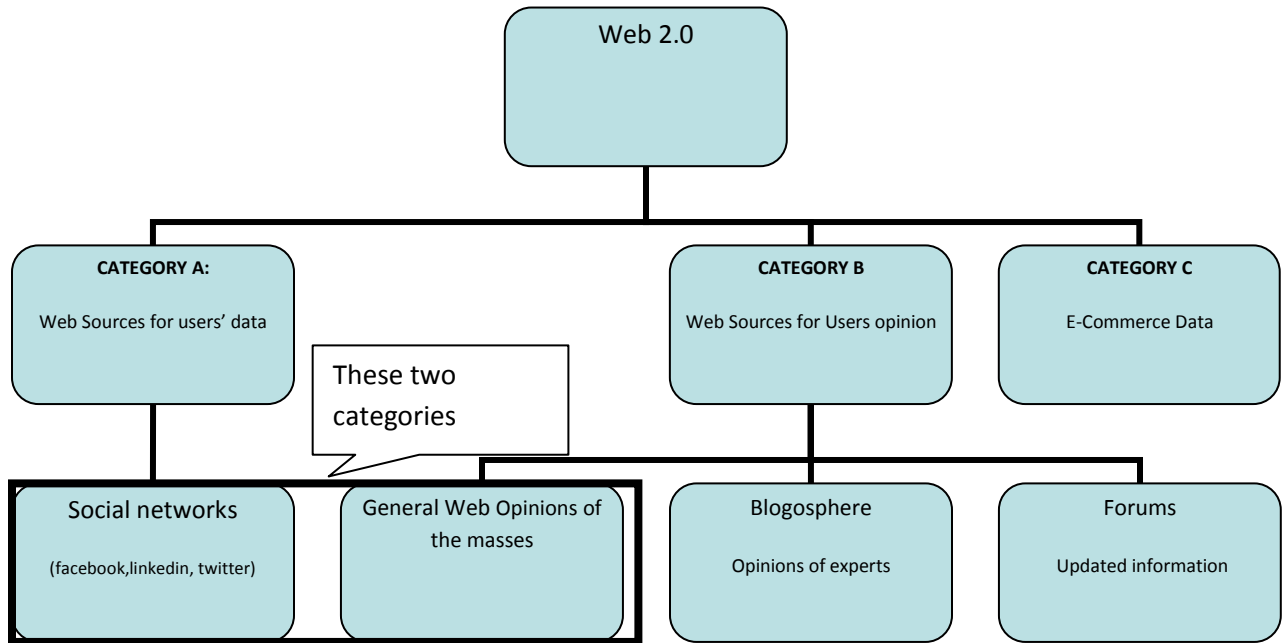 Web 2.0
CATEGORY A:
Web Sources for users’ data
CATEGORY B
Web Sources for Users opinion
CATEGORY C
E-Commerce Data
These two
categories
Social networks
(facebook,linkedin, twitter)
General Web Opinions of
the masses
Blogosphere
Opinions of experts
Forums
Updated information